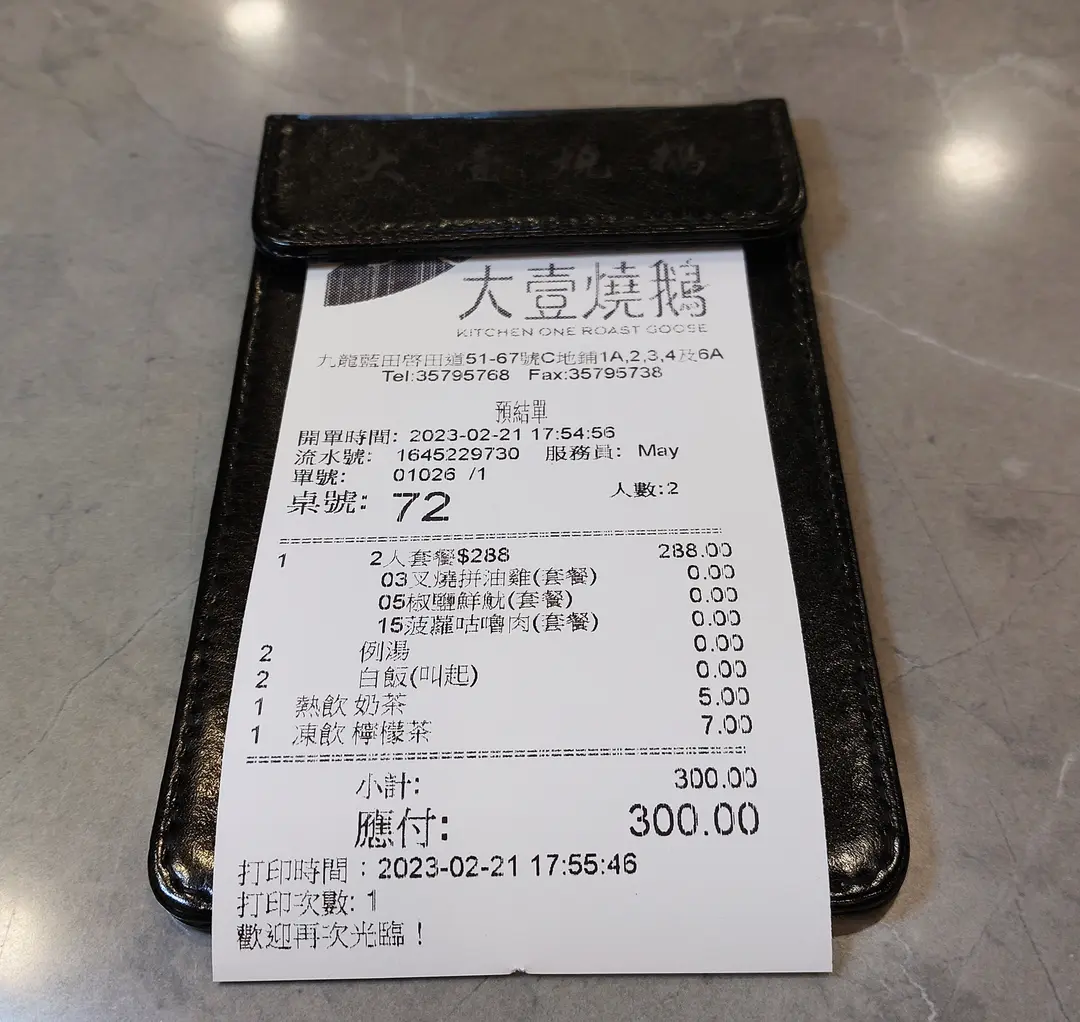 大壹燒鵝
大壹燒鵝
KITCHEN ONE ROAST GOOSE
九龍藍田啓田道51-67號C地鋪1A,2,3,4及6A
Tel:35795768 Fax:35795738
預結單
開單時間: 2023-02-21 17:54:56
流水號: 1645229730 服務員: May
單號: 01026 /1
桌號: 72 人數:2
1 2人套餐$288 288.00
03叉燒拼油雞(套餐) 0.00
05椒鹽鮮魷(套餐) 0.00
15菠蘿咕嚕肉(套餐) 0.00
2 例湯 0.00
2 白飯(叫起) 0.00
1 熱飲 奶茶 5.00
1 凍飲 檸檬茶 7.00
小計: 300.00
應付: 300.00
打印時間：2023-02-21 17:55:46
打印次數: 1
歡迎再次光臨！